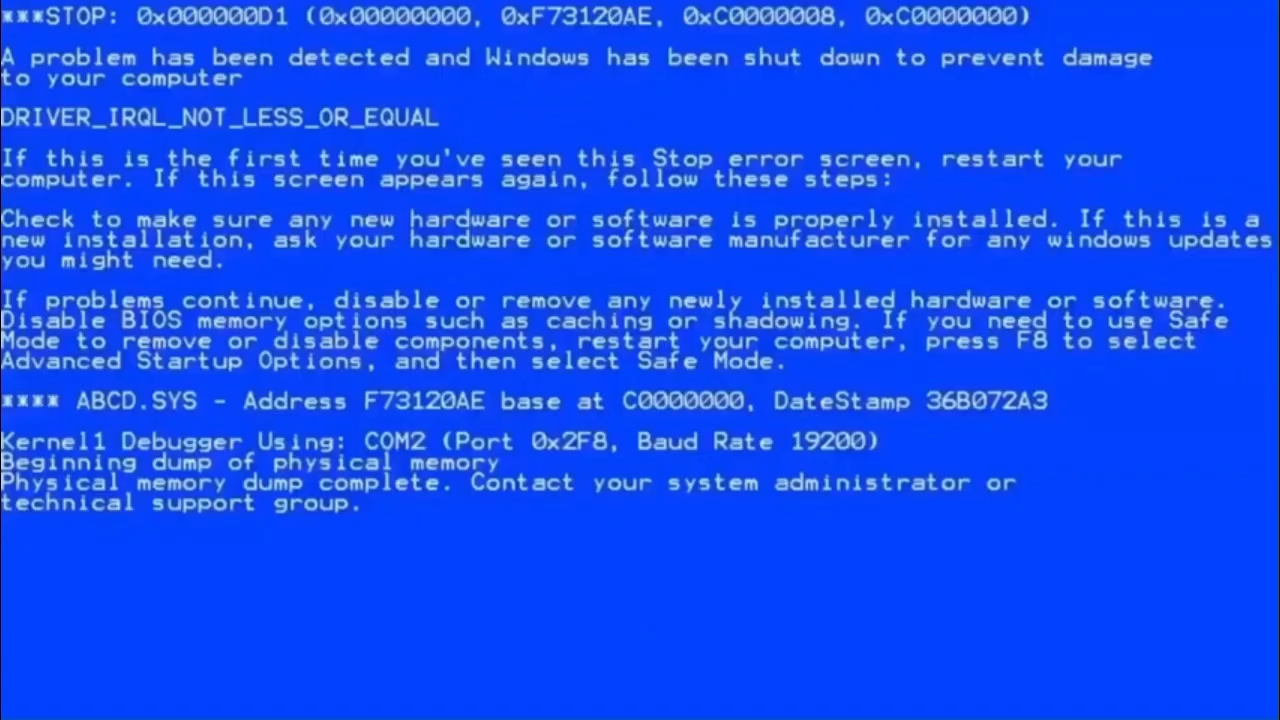 ***STOP: 0x000000D1 (0x00000000, 0xF73120AE, 0xC0000008, 0xC0000000)
A problem has been detected and Windows has been shut down to prevent damage
to your computer
DRIVER_IRQL_NOT_LESS_OR_EQUAL
If this is the first time you've seen this Stop error screen, restart your
computer. If this screen appears again, follow these steps:
Check to make sure any new hardware or software is properly installed. If this is a
new installation, ask your hardware or software manufacturer for any windows updates
you might need.
If problems continue, disable or remove any newly installed hardware or software.
Disable BIOS memory options such as caching or shadowing. If you need to use Safe
Mode to remove or disable components, restart your computer, press F8 to select
Advanced Startup Options, and then select Safe Mode.
**** ABCD.SYS - Address F73120AE base at C0000000, DateStamp 36B072A3
Kernel1 Debugger Using: COM2 (Port 0x2F8, Baud Rate 19200)
Beginning dump of physical memory
Physical memory dump complete. Contact your system administrator or
technical support group.